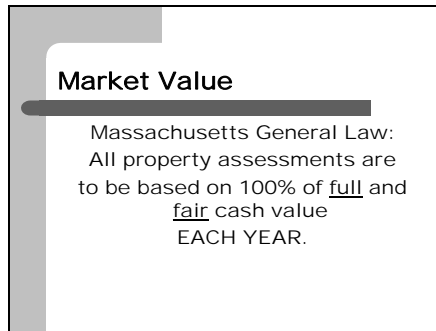 Market Value
Massachusetts General Law:
All property assessments are
to be based on 100% of full and
fair cash value
EACH YEAR.